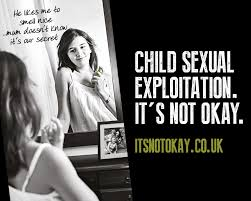 He likes me to
smell nice
..mum doesn't know
it's our secret
CHILD SEXUAL
EXPLOITATION.
IT'S NOT OKAY.
ITSNOTOKAY.CO.UK